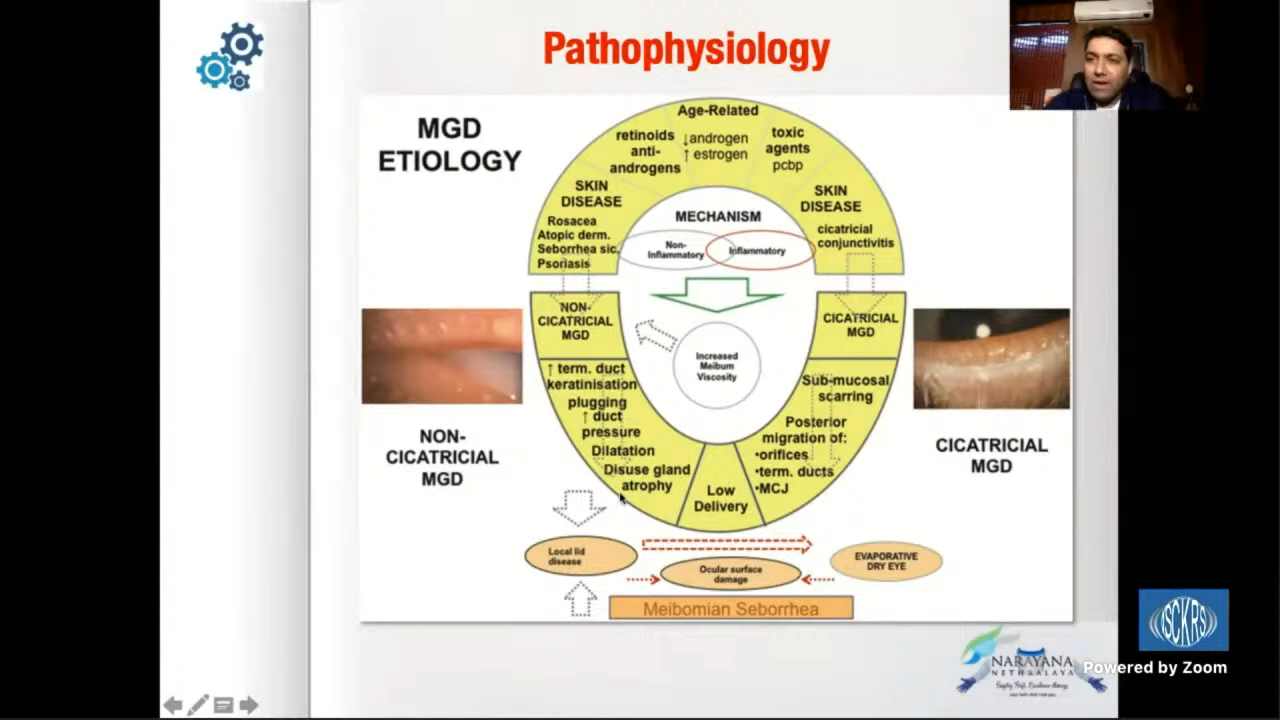 Pathophysiology
MGD
ETIOLOGY
Age-Related
retinoids
anti-
androgens
↓androgen
↑ estrogen
toxic
agents
pcbp
SKIN
DISEASE
Rosacea
Atopic derm.
Seborrhea sic.
Psoriasis
SKIN
DISEASE
cicatricial
conjunctivitis
MECHANISM
Non-
Inflammatory
Inflammatory
NON-
CICATRICIAL
MGD
CICATRICIAL
MGD
Increased
Meibum
Viscosity
↑ term. duct
keratinisation
plugging
↑ duct
pressure
Dilatation
Disuse gland
atrophy
Sub-mucosal
scarring
Posterior
migration of:
•orifices
•term. ducts
•MCJ
Low
Delivery
NON-
CICATRICIAL
MGD
CICATRICIAL
MGD
Local lid
disease
Ocular surface
damage
EVAPORATIVE
DRY EYE
Meibomian Seborrhea
ISCKRS
NARAYANA
NETHRALAYA
Powered by Zoom